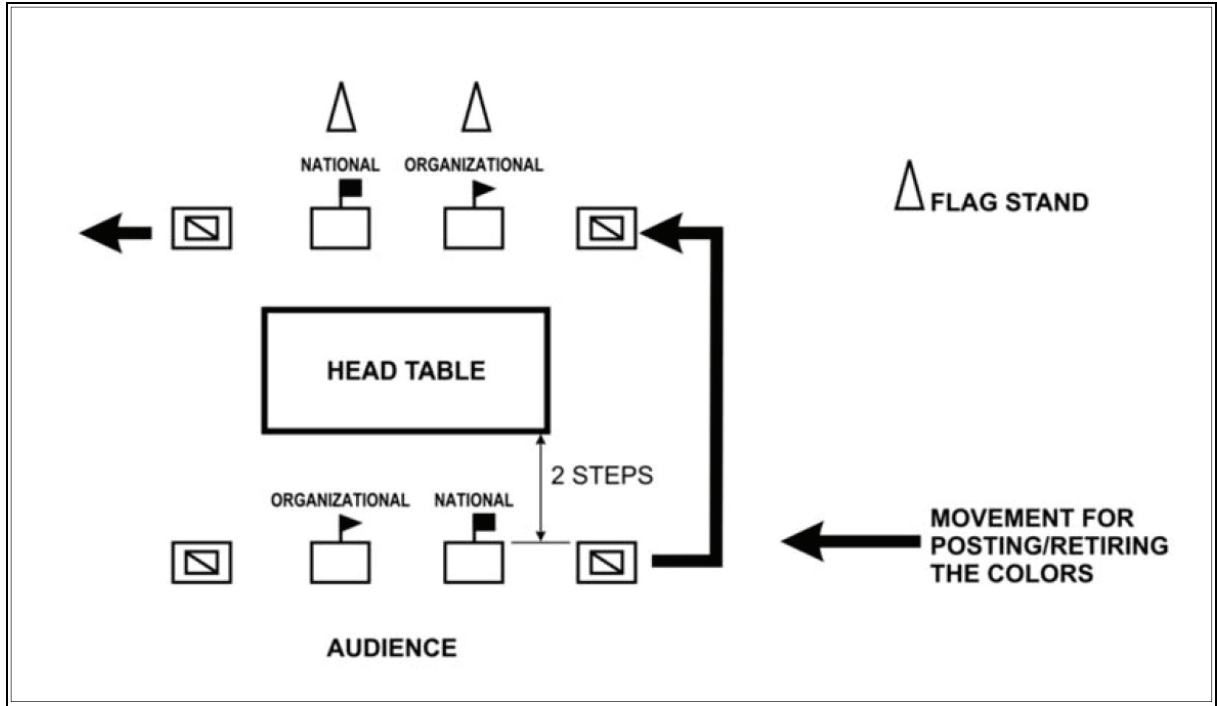 NATIONAL ORGANIZATIONAL
FLAG STAND
HEAD TABLE
2 STEPS
ORGANIZATIONAL NATIONAL
MOVEMENT FOR
POSTING/RETIRING
THE COLORS
AUDIENCE